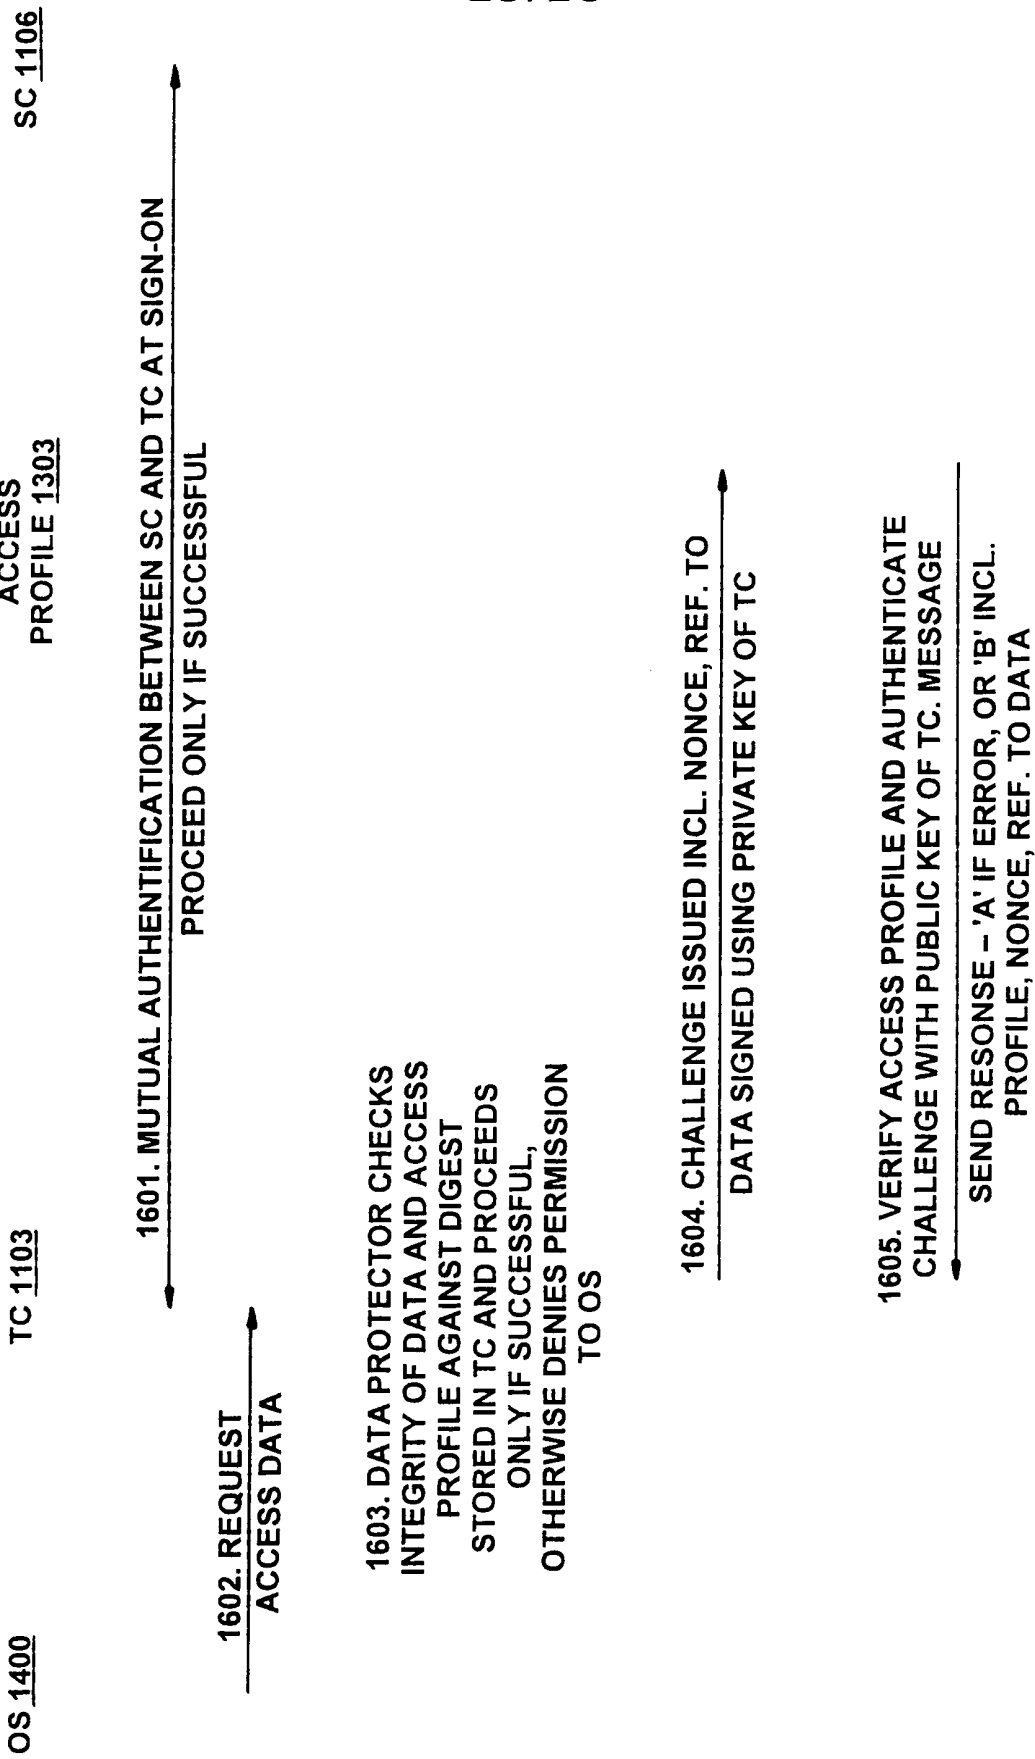 OS 1400
TC 1103
ACCESS
PROFILE 1303
SC 1106
1601. MUTUAL AUTHENTIFICATION BETWEEN SC AND TC AT SIGN-ON
PROCEED ONLY IF SUCCESSFUL
1602. REQUEST
ACCESS DATA
1603. DATA PROTECTOR CHECKS
INTEGRITY OF DATA AND ACCESS
PROFILE AGAINST DIGEST
STORED IN TC AND PROCEEDS
ONLY IF SUCCESSFUL,
OTHERWISE DENIES PERMISSION
TO OS
1604. CHALLENGE ISSUED INCL. NONCE, REF. TO
DATA SIGNED USING PRIVATE KEY OF TC
1605. VERIFY ACCESS PROFILE AND AUTHENTICATE
CHALLENGE WITH PUBLIC KEY OF TC. MESSAGE
SEND RESONSE – 'A' IF ERROR, OR 'B' INCL.
PROFILE, NONCE, REF. TO DATA